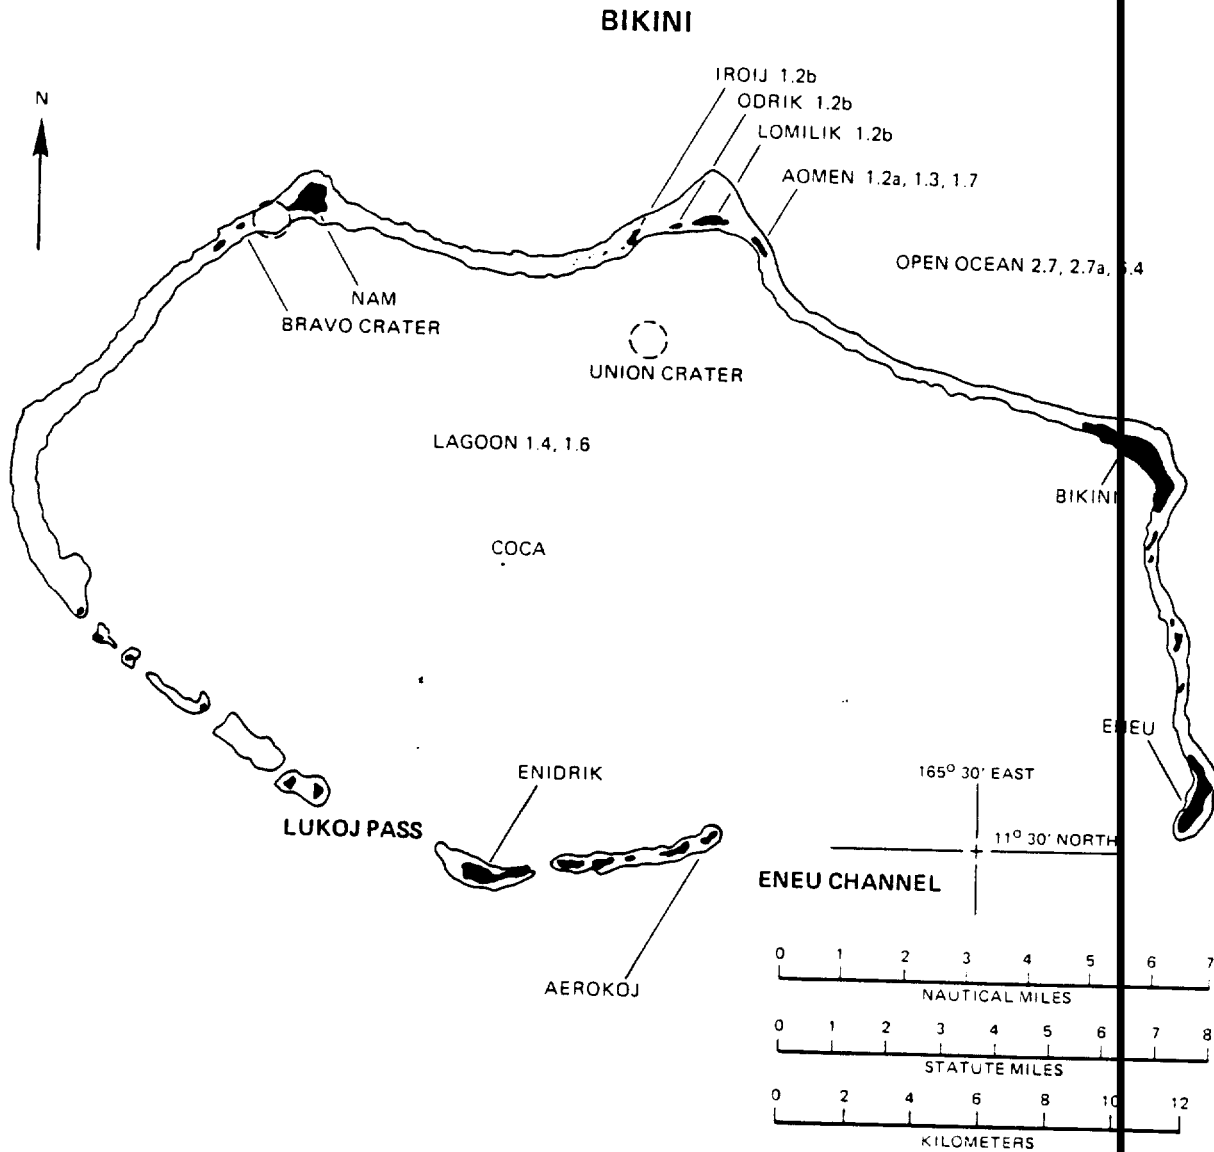 BIKINI
N
IROIJ 1.2b
ODRIK 1.2b
LOMILIK 1.2b
AOMEN 1.2a, 1.3, 1.7
OPEN OCEAN 2.7, 2.7a,
NAM
BRAVO CRATER
UNION CRATER
LAGOON 1.4, 1.6
BIKINI
COCA
ENEU
ENIDRIK
165° 30' EAST
LUKOJ PASS
11° 30' NORTH
ENEU CHANNEL
AEROKOJ
0 1 2 3 4 5 6 7
NAUTICAL MILES
0 1 2 3 4 5 6 7 8
STATUTE MILES
0 2 4 6 8 10 12
KILOMETERS